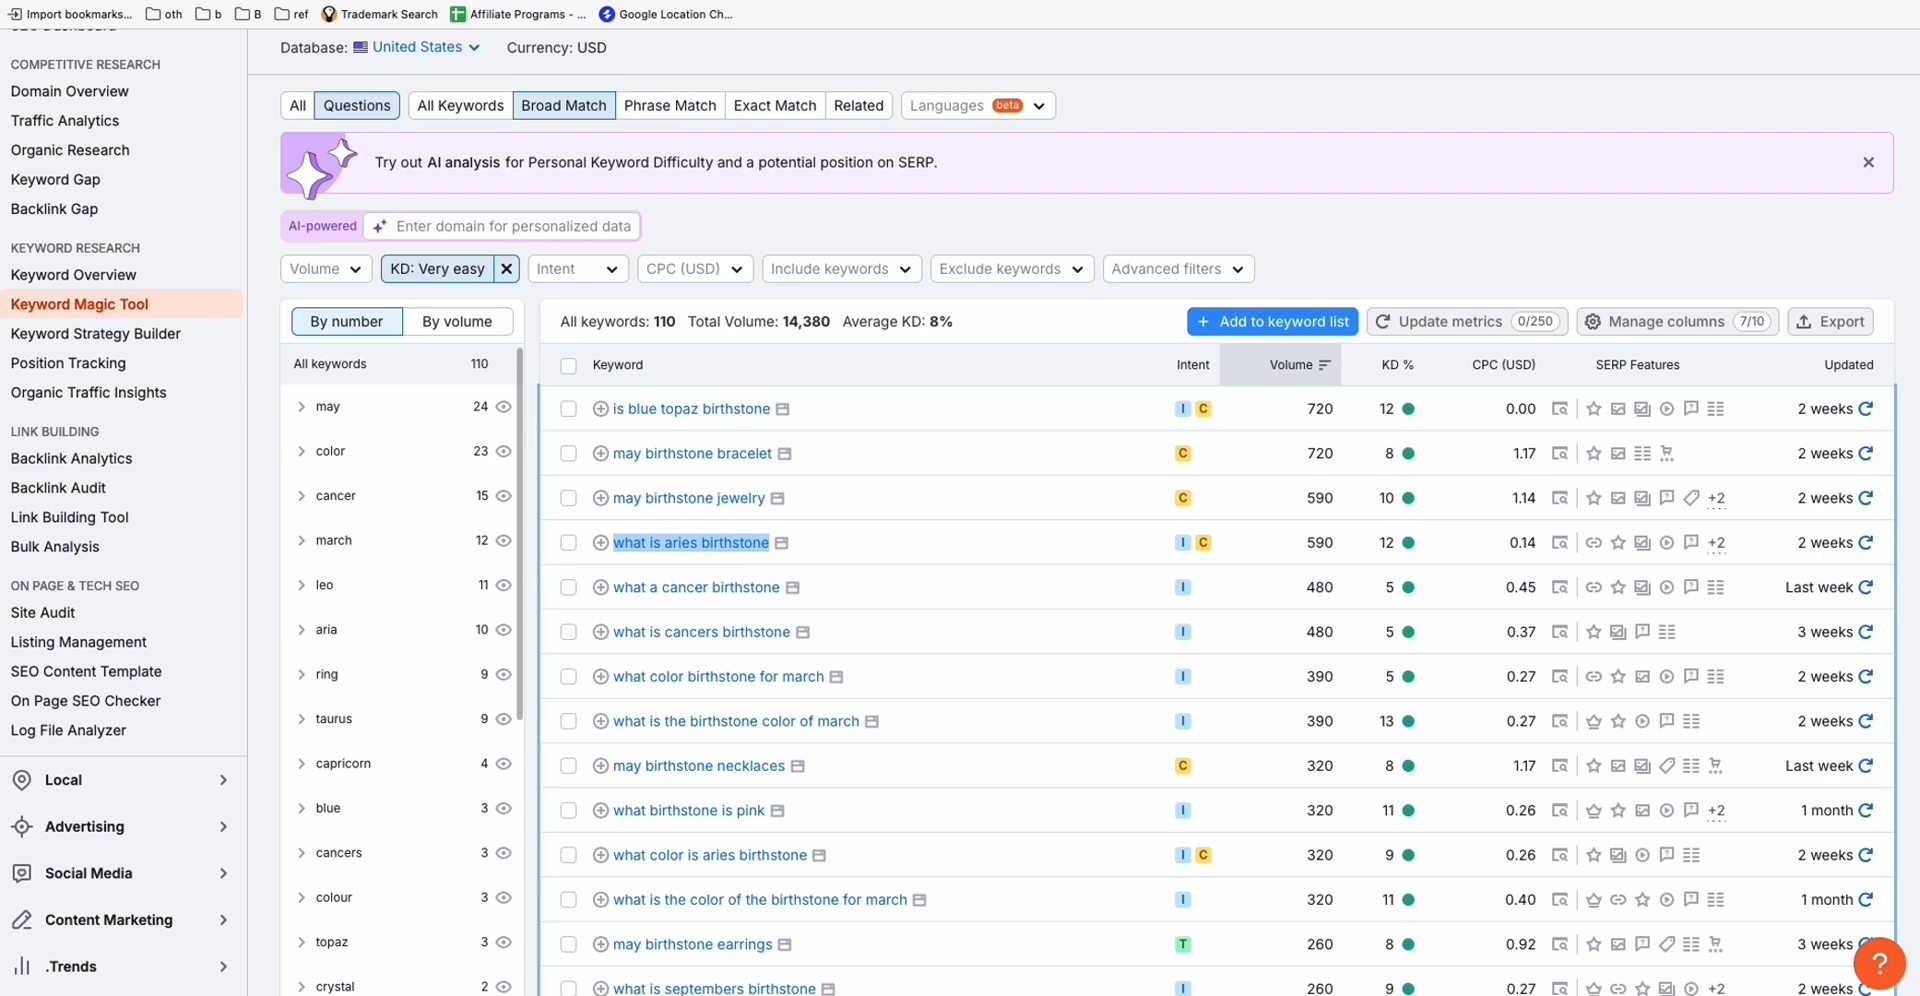 Import bookmarks... oth b B ref Trademark Search Affiliate Programs - ... Google Location Ch...
SEO Dashboard
COMPETITIVE RESEARCH
Domain Overview
Traffic Analytics
Organic Research
Keyword Gap
Backlink Gap
KEYWORD RESEARCH
Keyword Overview
Keyword Magic Tool
Keyword Strategy Builder
Position Tracking
Organic Traffic Insights
LINK BUILDING
Backlink Analytics
Backlink Audit
Link Building Tool
Bulk Analysis
ON PAGE & TECH SEO
Site Audit
Listing Management
SEO Content Template
On Page SEO Checker
Log File Analyzer
Local
Advertising
Social Media
Content Marketing
.Trends
Database: United States Currency: USD
All Questions All Keywords Broad Match Phrase Match Exact Match Related Languages beta
Try out AI analysis for Personal Keyword Difficulty and a potential position on SERP.
AI-powered Enter domain for personalized data
Volume KD: Very easy Intent CPC (USD) Include keywords Exclude keywords Advanced filters
By number By volume
All keywords 110
may 24
color 23
cancer 15
march 12
leo 11
aria 10
ring 9
taurus 9
capricorn 4
blue 3
cancers 3
colour 3
topaz 3
crystal 2
All keywords: 110 Total Volume: 14,380 Average KD: 8% + Add to keyword list Update metrics 0/250 Manage columns 7/10 Export
Keyword Intent Volume KD % CPC (USD) SERP Features Updated
is blue topaz birthstone I C 720 12 0.00 2 weeks
may birthstone bracelet C 720 8 1.17 2 weeks
may birthstone jewelry C 590 10 1.14 +2 2 weeks
what is aries birthstone I C 590 12 0.14 +2 2 weeks
what a cancer birthstone I 480 5 0.45 Last week
what is cancers birthstone I 480 5 0.37 3 weeks
what color birthstone for march I 390 5 0.27 2 weeks
what is the birthstone color of march I 390 13 0.27 2 weeks
may birthstone necklaces C 320 8 1.17 Last week
what birthstone is pink I 320 11 0.26 +2 1 month
what color is aries birthstone I C 320 9 0.26 2 weeks
what is the color of the birthstone for march I 320 11 0.40 1 month
may birthstone earrings T 260 8 0.92 3 weeks
what is septembers birthstone I 260 9 0.27 +2 2 weeks
?